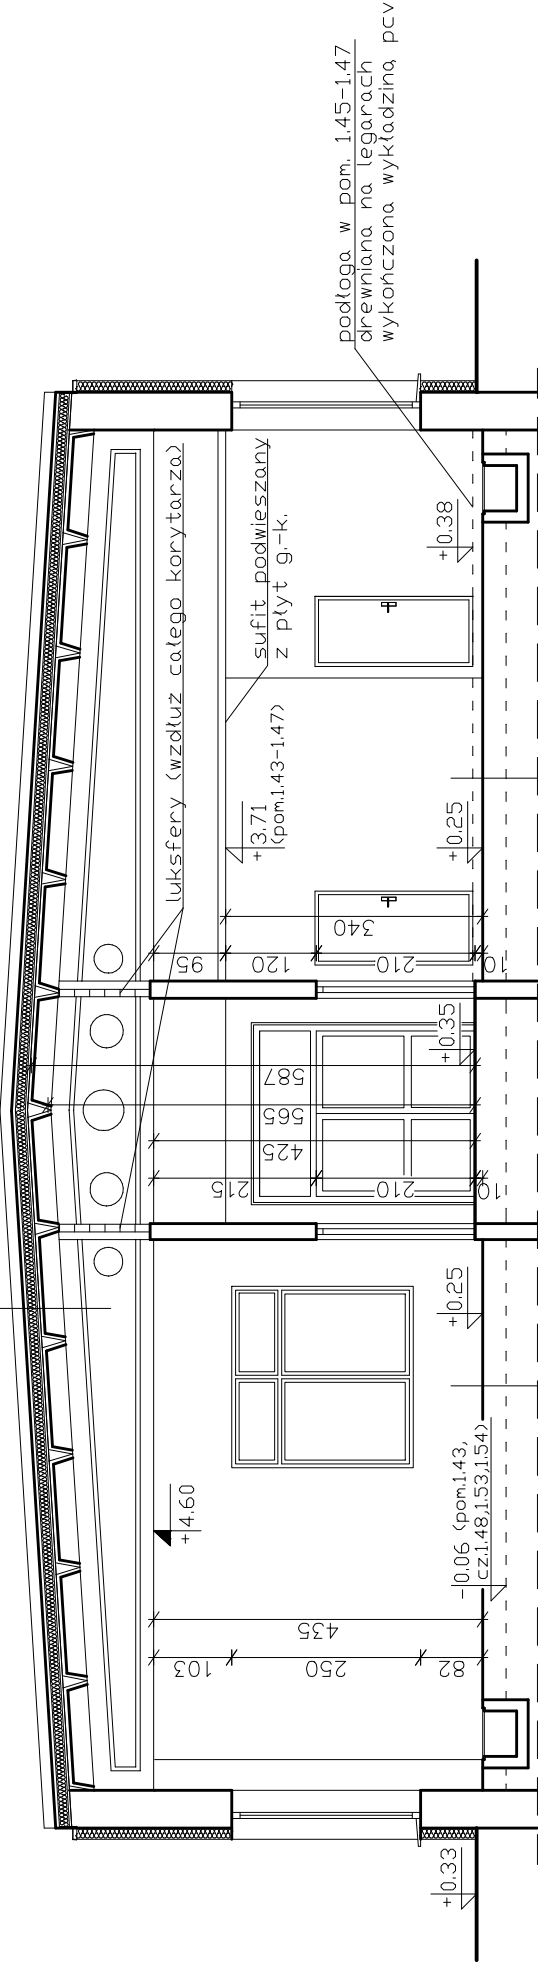 podłoga w pom. 1.45-1.47
drewniana na legarach
wykończona wykładziną pcv
luksfery (wzdłuż całego korytarza)
sufit podwieszany
z płyt g.-k.
+0.38
+3.71
(pom.1.43-1.47)
+0.25
340
95
120
210
10
+0.35
587
565
425
215
210
10
+0.25
+4.60
-0.06 (pom.1.43,
cz.1.48,1.53,1.54)
435
103
250
82
+0.33